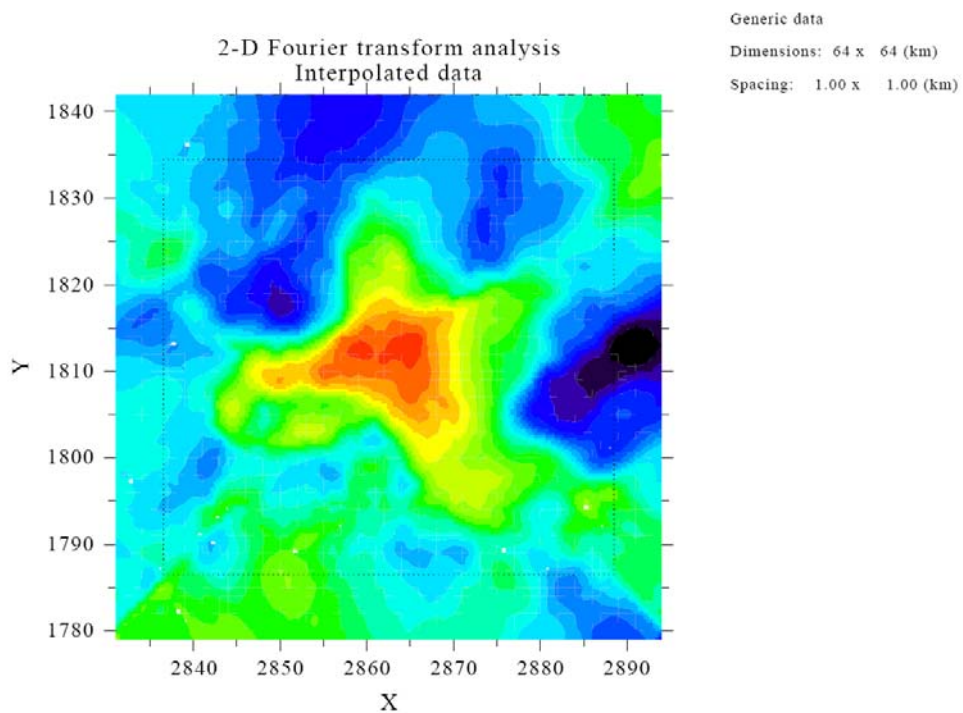 Generic data
Dimensions: 64 x 64 (km)
Spacing: 1.00 x 1.00 (km)
2-D Fourier transform analysis
Interpolated data
1840
1830
1820
1810
1800
1790
1780
Y
2840 2850 2860 2870 2880 2890
X